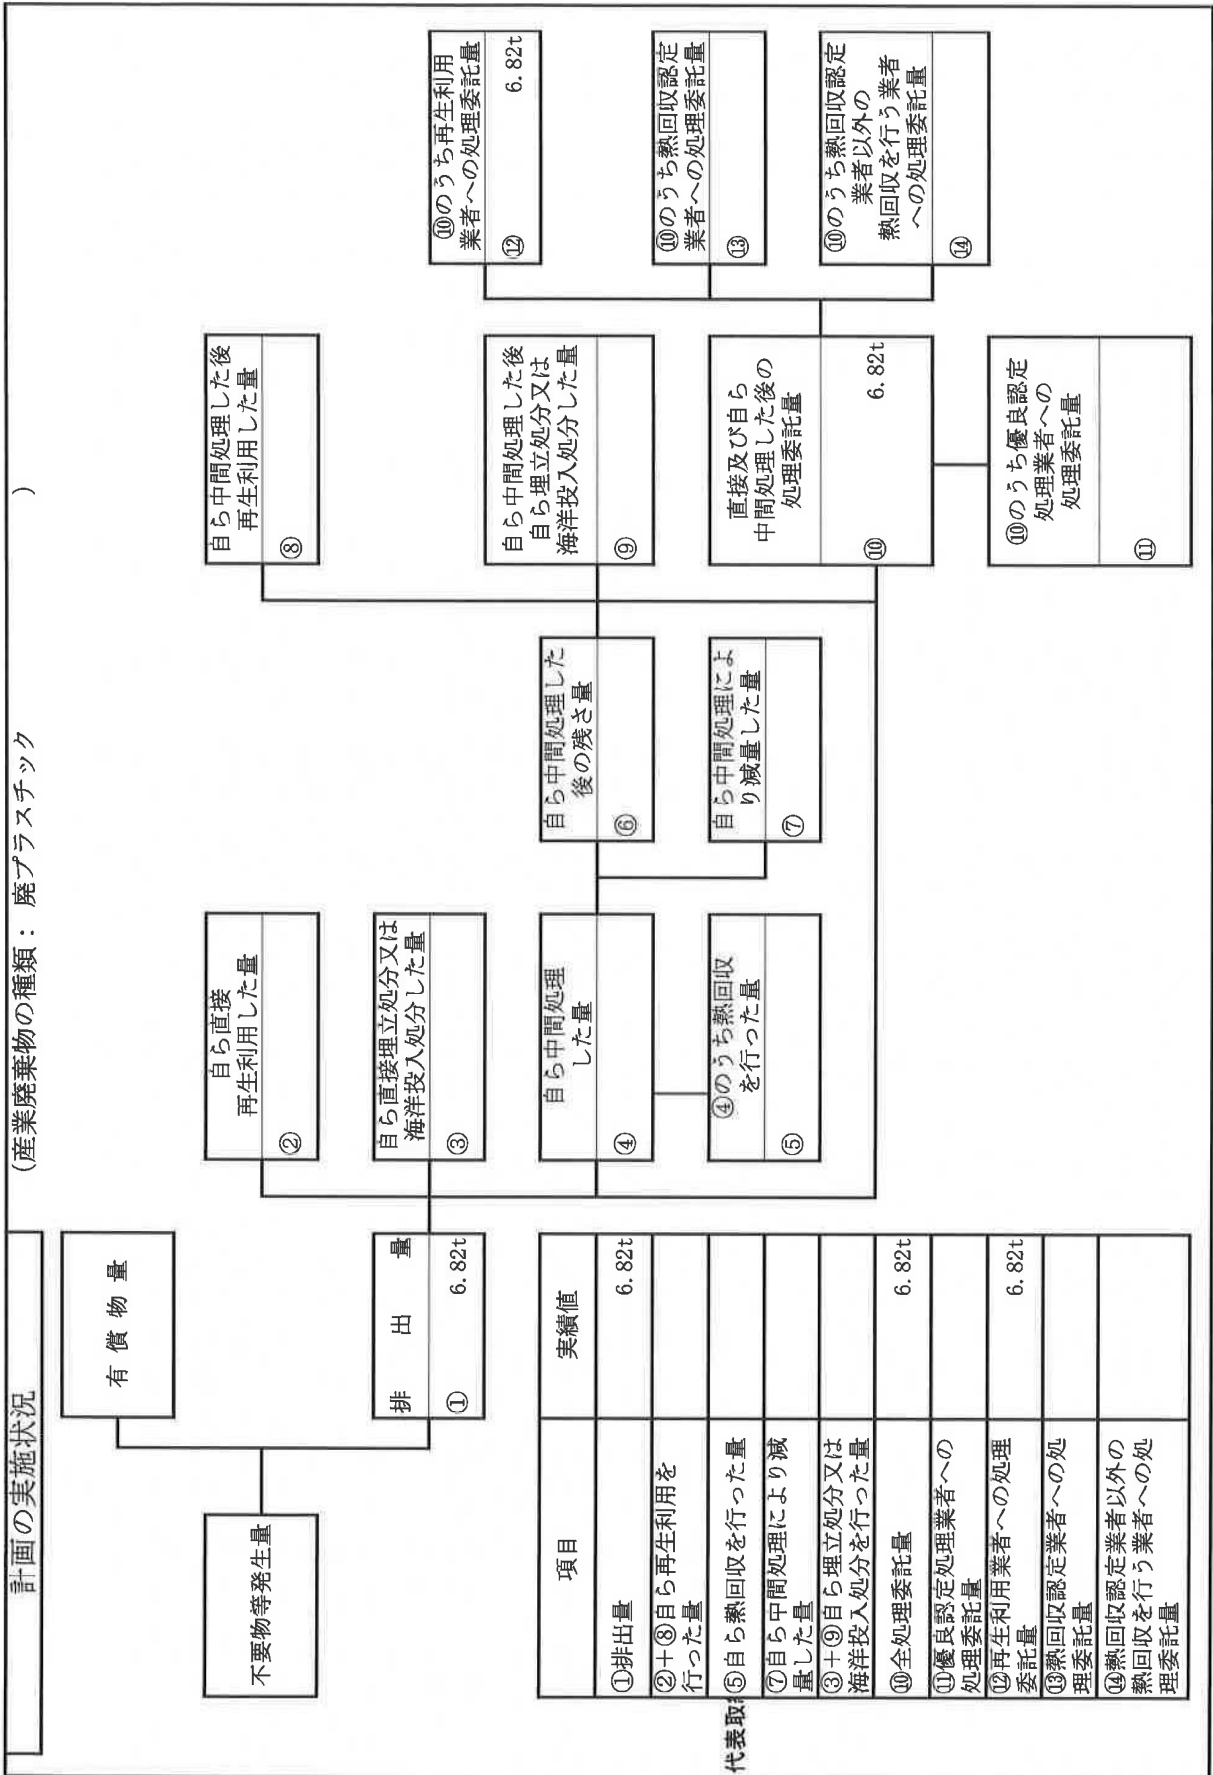 計画の実施状況
(産業廃棄物の種類： 廃プラスチック )
不要物等発生量
有 償 物 量
排 出 量
① 6.82t
自ら直接
再生利用した量
②
自ら直接埋立処分又は
海洋投入処分した量
③
自ら中間処理
した量
④
④のうち熱回収
を行った量
⑤
自ら中間処理した
後の残さ量
⑥
自ら中間処理によ
り減量した量
⑦
自ら中間処理した後
再生利用した量
⑧
自ら中間処理した後
自ら埋立処分又は
海洋投入処分した量
⑨
直接及び自ら
中間処理した後の
処理委託量
⑩ 6.82t
⑩のうち優良認定
処理業者への
処理委託量
⑪
⑩のうち再生利用
業者への処理委託量
⑫ 6.82t
⑩のうち熱回収認定
業者への処理委託量
⑬
⑩のうち熱回収認定
業者以外の
熱回収を行う業者
への処理委託量
⑭
項目 実績値
①排出量 6.82t
②＋⑧自ら再生利用を
行った量
⑤自ら熱回収を行った量
⑦自ら中間処理により減
量した量
③＋⑨自ら埋立処分又は
海洋投入処分を行った量
⑩全処理委託量 6.82t
⑪優良認定処理業者への
処理委託量
⑫再生利用業者への処理
委託量 6.82t
⑬熱回収認定業者への処
理委託量
⑭熱回収認定業者以外の
熱回収を行う業者への処
理委託量
代表取